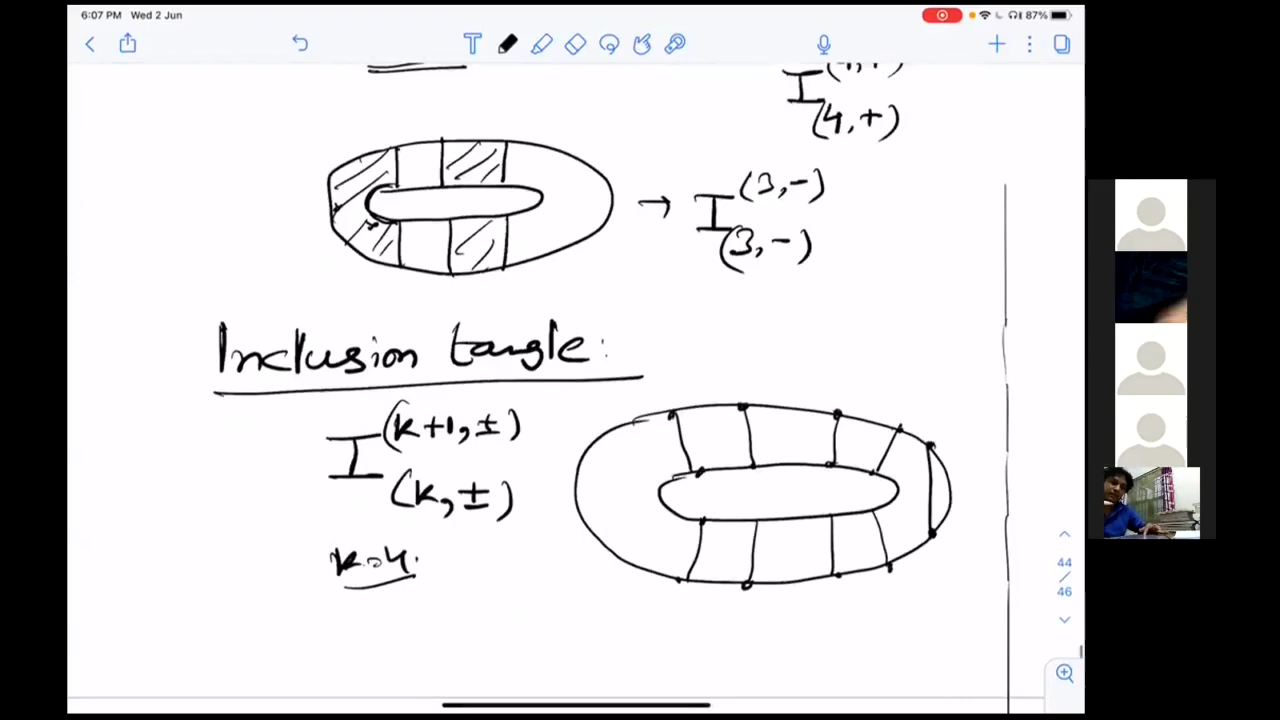 6:07 PM Wed 2 Jun
87%
I
(4,+)
→ I^(3,-)_(3,-)
Inclusion tangle:
I^(k+1,±)_(k,±)
k=4.
44
/
46